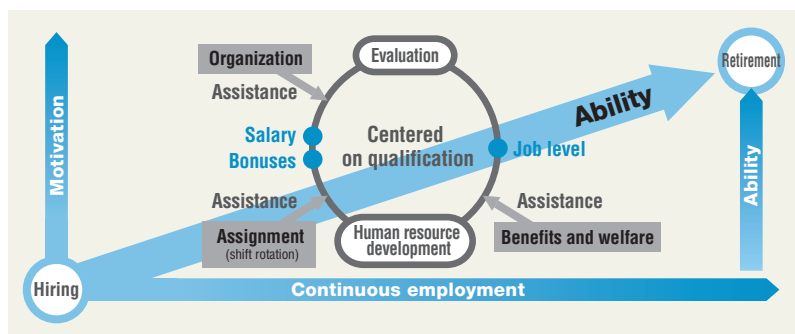 Evaluation
Retirement
Organization
Assistance
Ability
Motivation
Salary
Bonuses
Centered
on qualification
Job level
Ability
Assistance
Assistance
Assignment
(shift rotation)
Human resource
development
Benefits and welfare
Hiring
Continuous employment